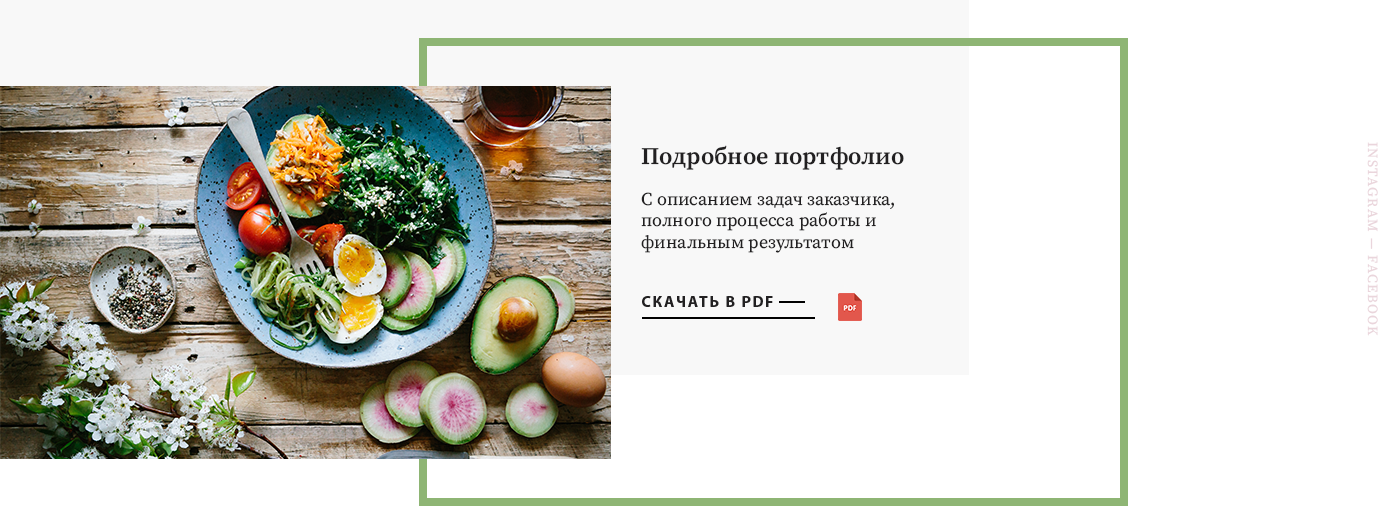 Подробное портфолио
С описанием задач заказчика,
полного процесса работы и
финальным результатом
СКАЧАТЬ В PDF —
PDF
INSTAGRAM — FACEBOOK